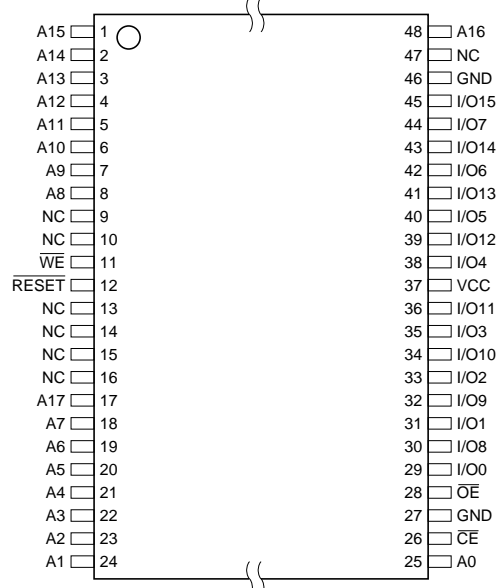 A15 1 48 A16
A14 2 47 NC
A13 3 46 GND
A12 4 45 I/O15
A11 5 44 I/O7
A10 6 43 I/O14
A9 7 42 I/O6
A8 8 41 I/O13
NC 9 40 I/O5
NC 10 39 I/O12
WE 11 38 I/O4
RESET 12 37 VCC
NC 13 36 I/O11
NC 14 35 I/O3
NC 15 34 I/O10
NC 16 33 I/O2
A17 17 32 I/O9
A7 18 31 I/O1
A6 19 30 I/O8
A5 20 29 I/O0
A4 21 28 OE
A3 22 27 GND
A2 23 26 CE
A1 24 25 A0